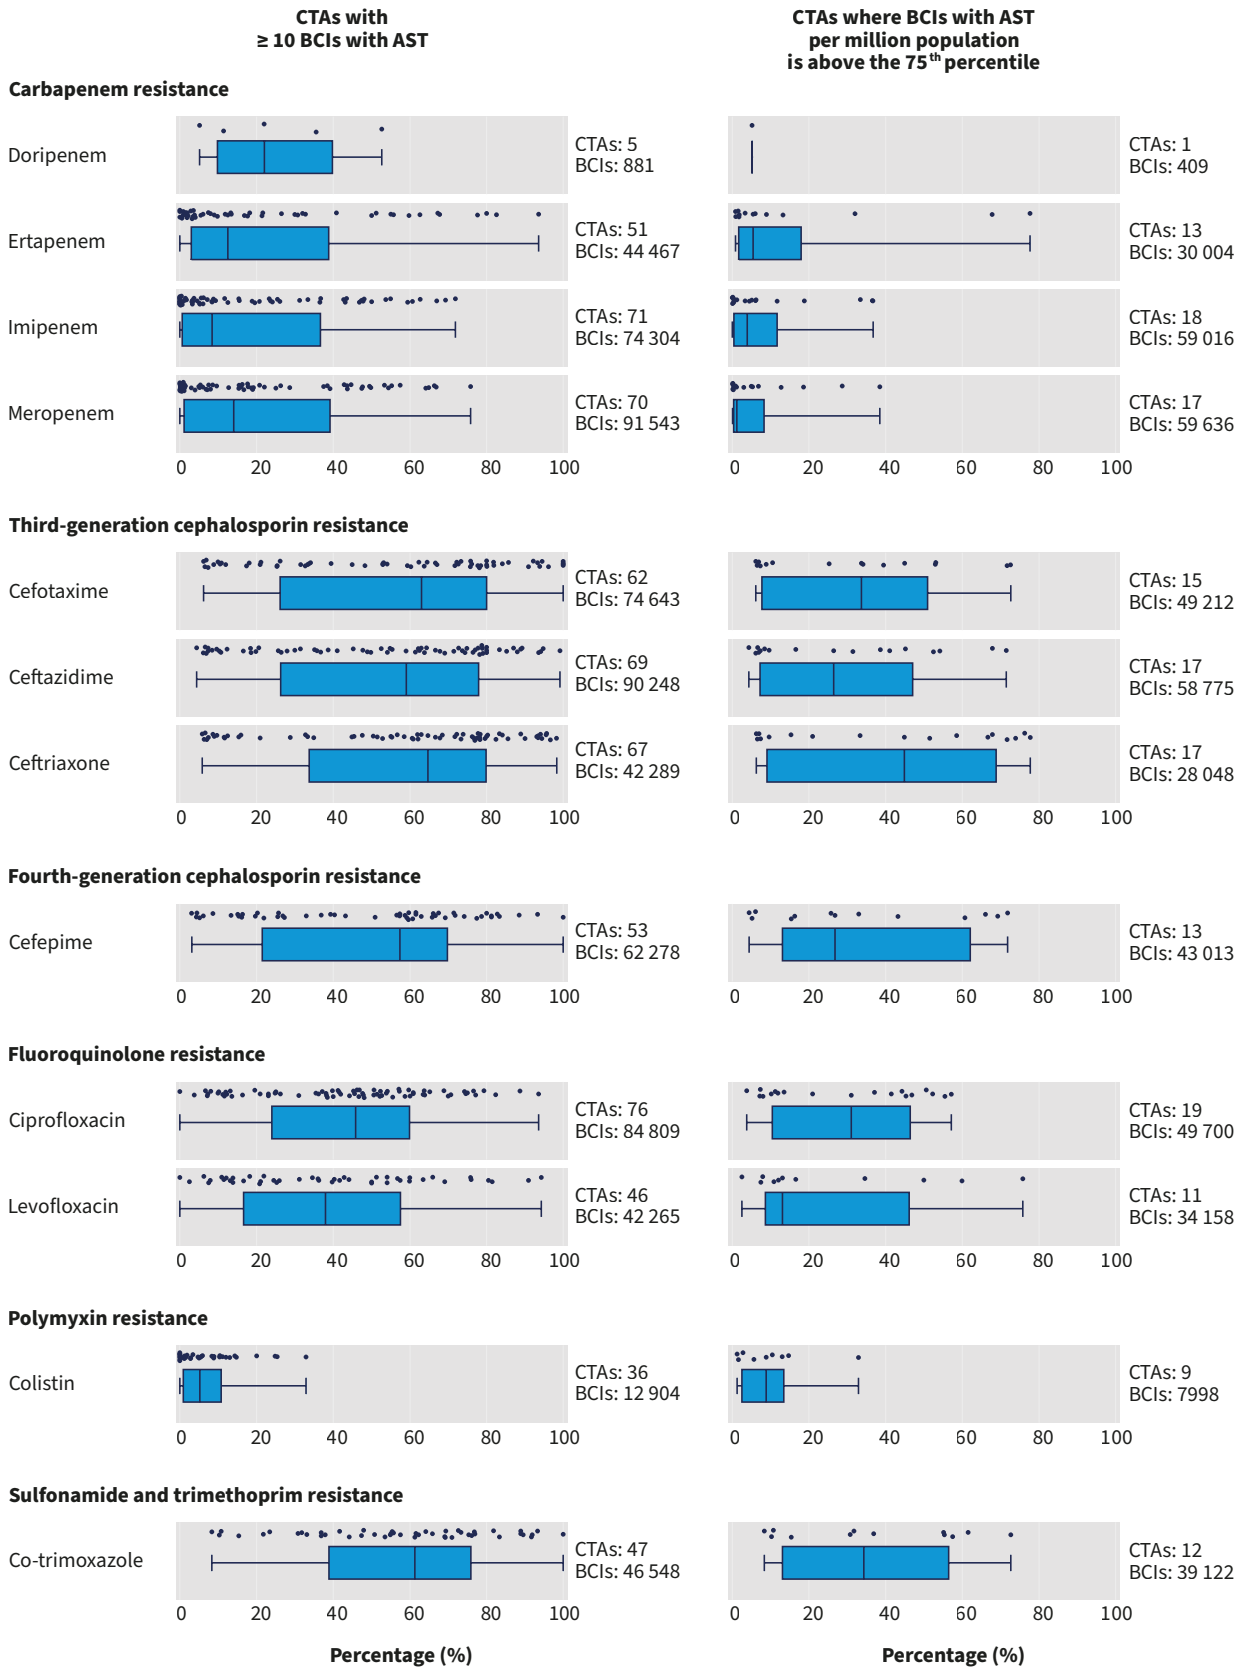 CTAs with
≥ 10 BCIs with AST
CTAs where BCIs with AST
per million population
is above the 75th percentile
Carbapenem resistance
Doripenem
CTAs: 5
BCIs: 881
CTAs: 1
BCIs: 409
Ertapenem
CTAs: 51
BCIs: 44 467
CTAs: 13
BCIs: 30 004
Imipenem
CTAs: 71
BCIs: 74 304
CTAs: 18
BCIs: 59 016
Meropenem
CTAs: 70
BCIs: 91 543
CTAs: 17
BCIs: 59 636
0 20 40 60 80 100
0 20 40 60 80 100
Third-generation cephalosporin resistance
Cefotaxime
CTAs: 62
BCIs: 74 643
CTAs: 15
BCIs: 49 212
Ceftazidime
CTAs: 69
BCIs: 90 248
CTAs: 17
BCIs: 58 775
Ceftriaxone
CTAs: 67
BCIs: 42 289
CTAs: 17
BCIs: 28 048
0 20 40 60 80 100
0 20 40 60 80 100
Fourth-generation cephalosporin resistance
Cefepime
CTAs: 53
BCIs: 62 278
CTAs: 13
BCIs: 43 013
0 20 40 60 80 100
0 20 40 60 80 100
Fluoroquinolone resistance
Ciprofloxacin
CTAs: 76
BCIs: 84 809
CTAs: 19
BCIs: 49 700
Levofloxacin
CTAs: 46
BCIs: 42 265
CTAs: 11
BCIs: 34 158
0 20 40 60 80 100
0 20 40 60 80 100
Polymyxin resistance
Colistin
CTAs: 36
BCIs: 12 904
CTAs: 9
BCIs: 7998
0 20 40 60 80 100
0 20 40 60 80 100
Sulfonamide and trimethoprim resistance
Co-trimoxazole
CTAs: 47
BCIs: 46 548
CTAs: 12
BCIs: 39 122
0 20 40 60 80 100
0 20 40 60 80 100
Percentage (%)
Percentage (%)